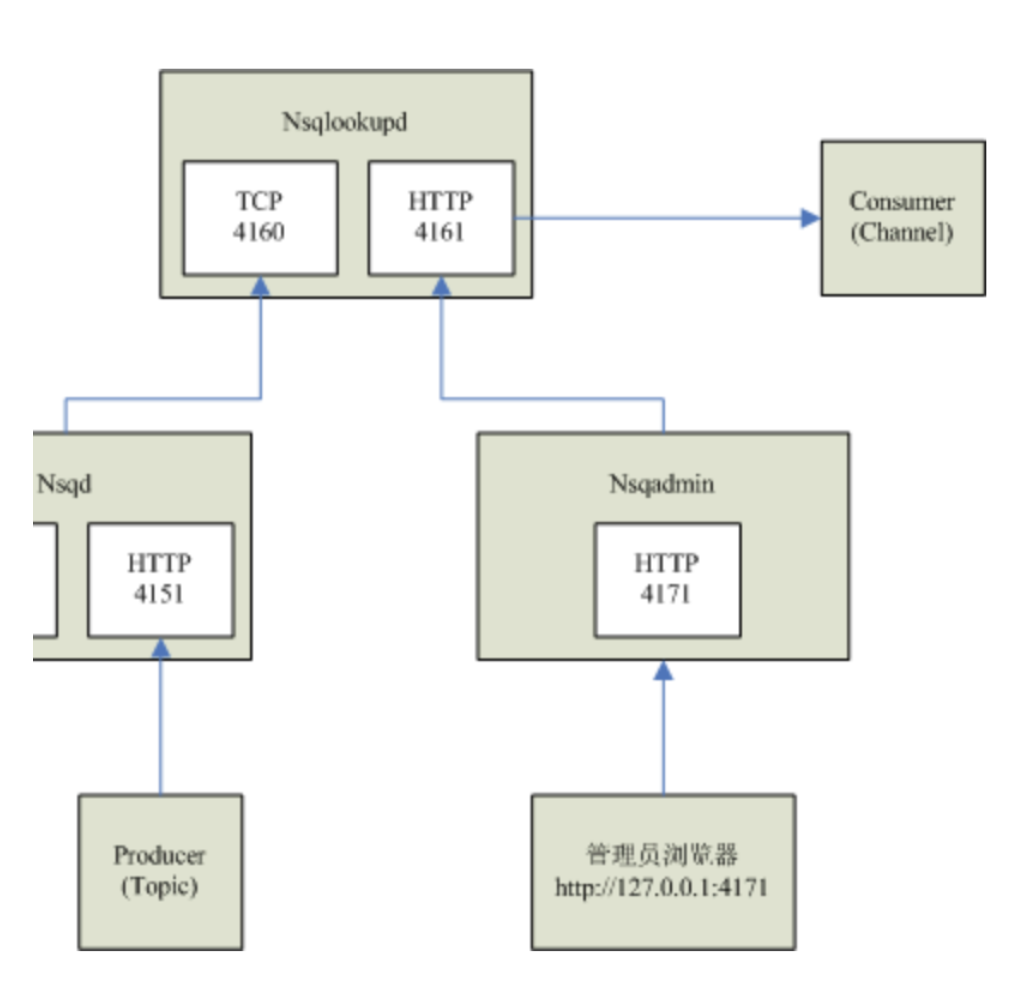 Nsqlookupd
TCP
4160
HTTP
4161
Consumer
(Channel)
Nsqd
HTTP
4151
Nsqadmin
HTTP
4171
Producer
(Topic)
管理员浏览器
http://127.0.0.1:4171